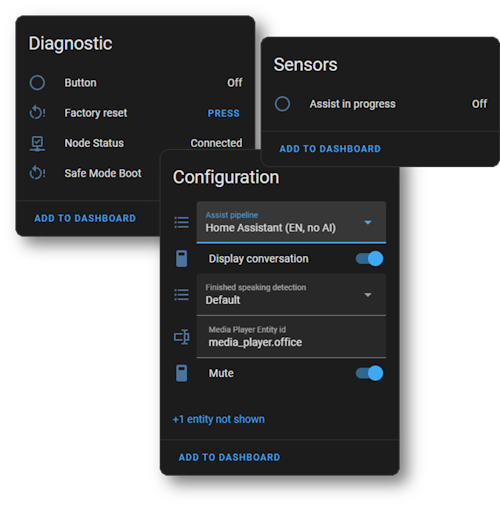 Diagnostic
Button Off
Factory reset PRESS
Node Status Connected
Safe Mode Boot
ADD TO DASHBOARD
Sensors
Assist in progress Off
ADD TO DASHBOARD
Configuration
Assist pipeline
Home Assistant (EN, no AI)
Display conversation
Finished speaking detection
Default
Media Player Entity id
media_player.office
Mute
+1 entity not shown
ADD TO DASHBOARD